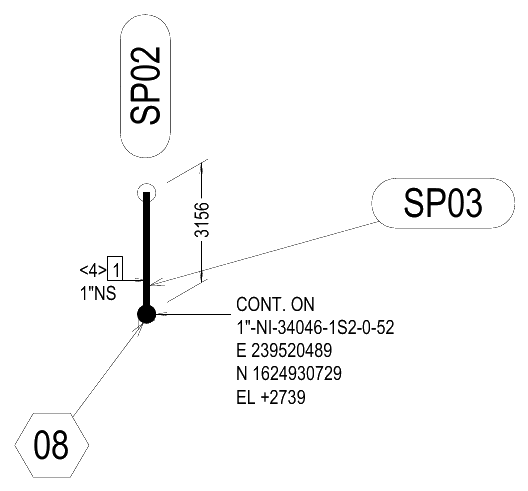 SP02
3156
SP03
<4> 1
1"NS
CONT. ON
1"-NI-34046-1S2-0-52
E 239520489
N 1624930729
EL +2739
08